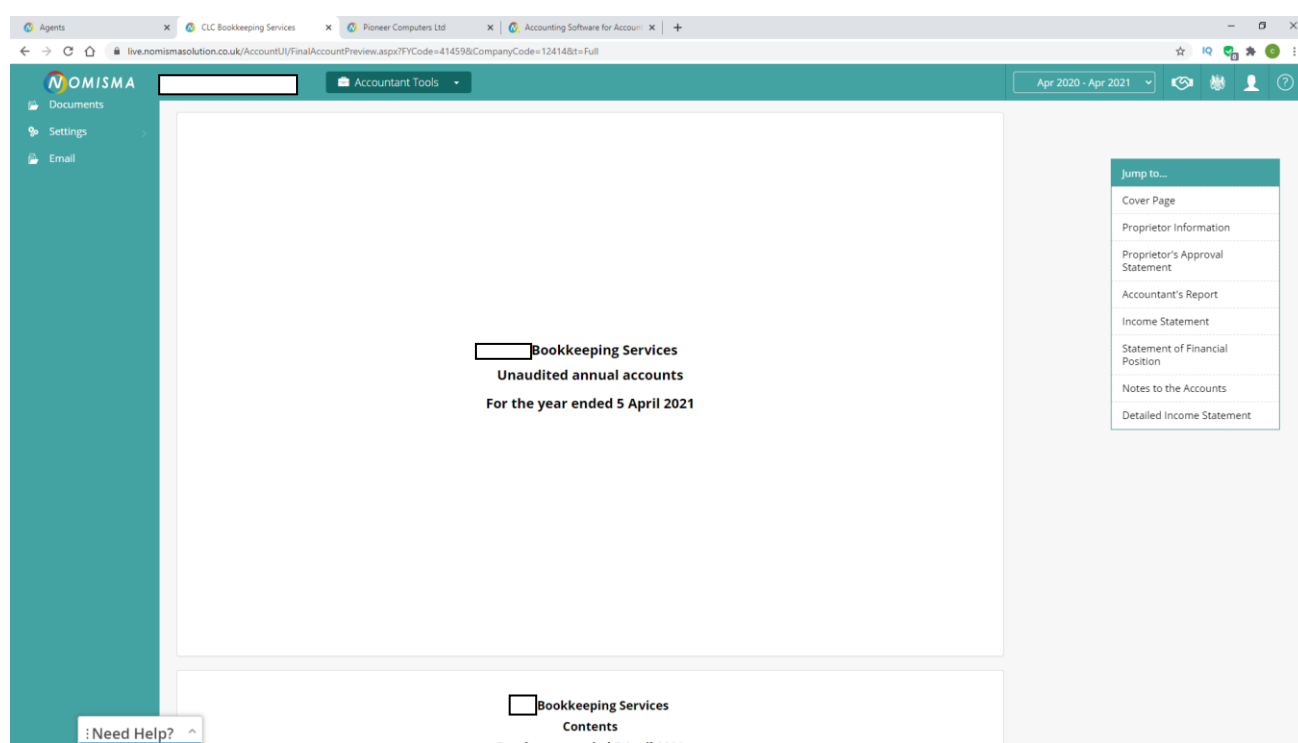 Agents
CLC Bookkeeping Services
Pioneer Computers Ltd
Accounting Software for Accoun
live.nomismasolution.co.uk/AccountUI/FinalAccountPreview.aspx?FYCode=41459&CompanyCode=12414&t=Full
IQ
NOMISMA
Accountant Tools
Apr 2020 - Apr 2021
Documents
Settings
Email
Jump to...
Cover Page
Proprietor Information
Proprietor's Approval
Statement
Accountant's Report
Income Statement
Statement of Financial
Position
Notes to the Accounts
Detailed Income Statement
Bookkeeping Services
Unaudited annual accounts
For the year ended 5 April 2021
Bookkeeping Services
Contents
Need Help?